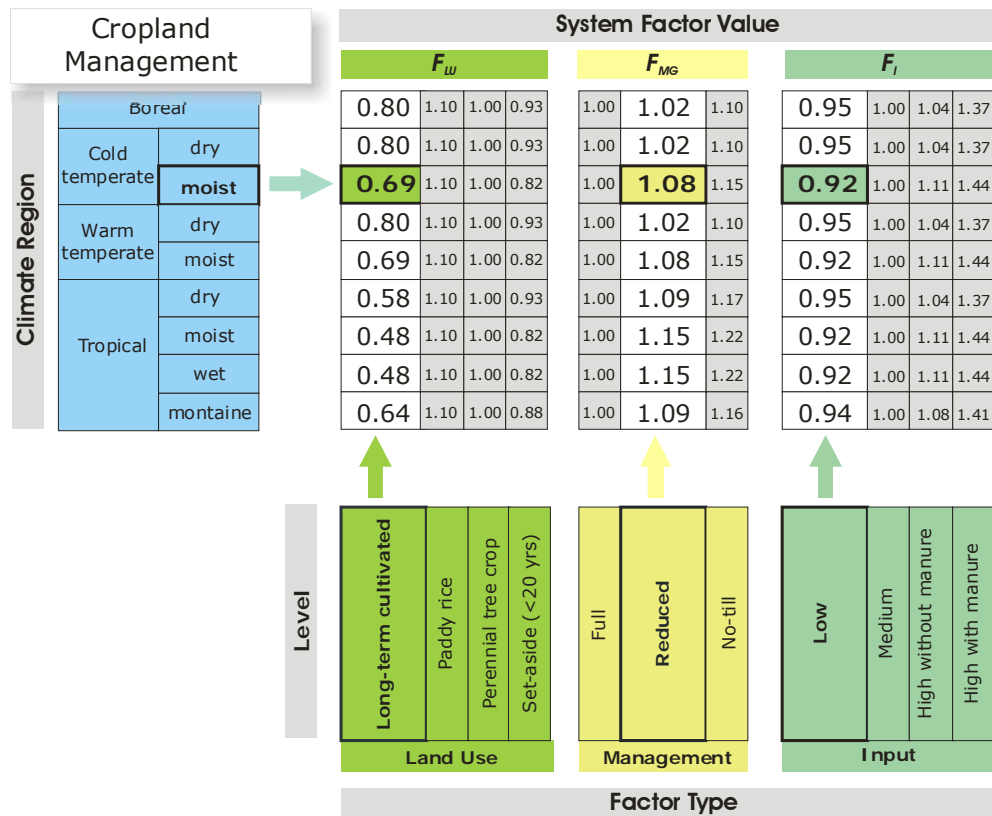 Cropland
Management
System Factor Value
F_LU F_MG F_I
Climate Region
Boreal 0.80 1.10 1.00 0.93 1.00 1.02 1.10 0.95 1.00 1.04 1.37
Cold temperate dry 0.80 1.10 1.00 0.93 1.00 1.02 1.10 0.95 1.00 1.04 1.37
moist 0.69 1.10 1.00 0.82 1.00 1.08 1.15 0.92 1.00 1.11 1.44
Warm temperate dry 0.80 1.10 1.00 0.93 1.00 1.02 1.10 0.95 1.00 1.04 1.37
moist 0.69 1.10 1.00 0.82 1.00 1.08 1.15 0.92 1.00 1.11 1.44
Tropical dry 0.58 1.10 1.00 0.93 1.00 1.09 1.17 0.95 1.00 1.04 1.37
moist 0.48 1.10 1.00 0.82 1.00 1.15 1.22 0.92 1.00 1.11 1.44
wet 0.48 1.10 1.00 0.82 1.00 1.15 1.22 0.92 1.00 1.11 1.44
montaine 0.64 1.10 1.00 0.88 1.00 1.09 1.16 0.94 1.00 1.08 1.41
Level
Long-term cultivated
Paddy rice
Perennial tree crop
Set-aside (<20 yrs)
Full
Reduced
No-till
Low
Medium
High without manure
High with manure
Land Use Management Input
Factor Type